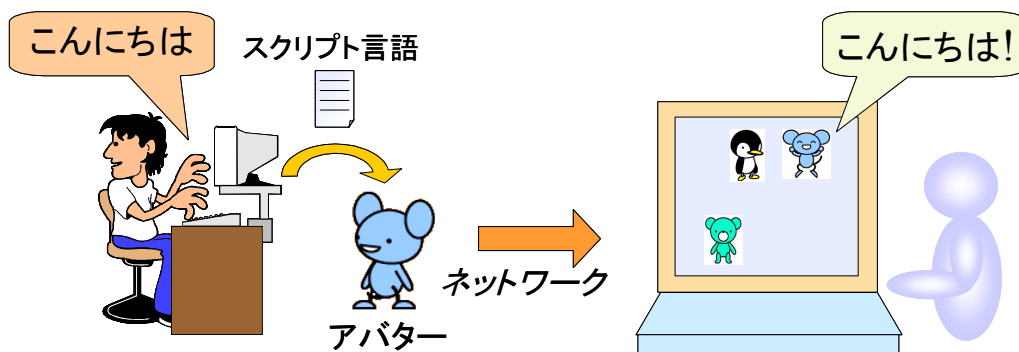 こんにちは
スクリプト言語
こんにちは!
ネットワーク
アバター